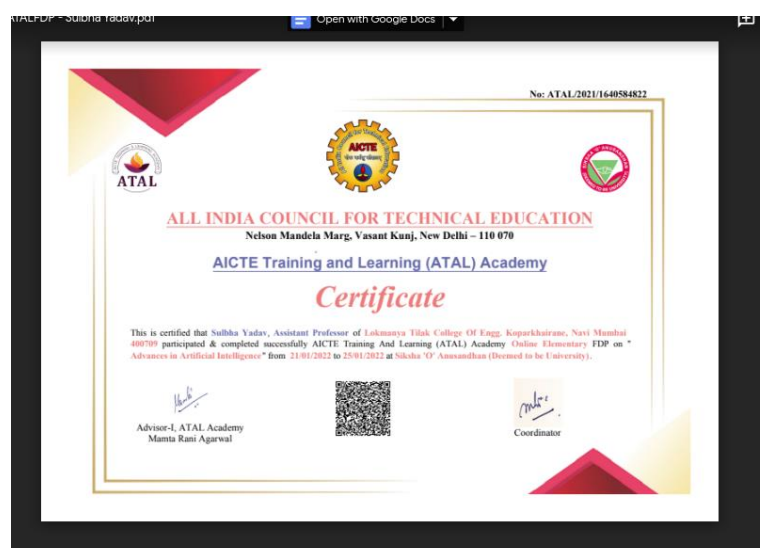 ATALFDP - Sulbha Yadav.pdf
Open with Google Docs
No: ATAL/2021/1640584822
ATAL
AICTE
ALL INDIA COUNCIL FOR TECHNICAL EDUCATION
Nelson Mandela Marg, Vasant Kunj, New Delhi – 110 070
AICTE Training and Learning (ATAL) Academy
Certificate
This is certified that Sulbha Yadav, Assistant Professor of Lokmanya Tilak College Of Engg. Koparkhairane, Navi Mumbai
400709 participated & completed successfully AICTE Training And Learning (ATAL) Academy Online Elementary FDP on "
Advances in Artificial Intelligence" from 21/01/2022 to 25/01/2022 at Siksha 'O' Anusandhan (Deemed to be University).
Advisor-I, ATAL Academy
Mamta Rani Agarwal
Coordinator